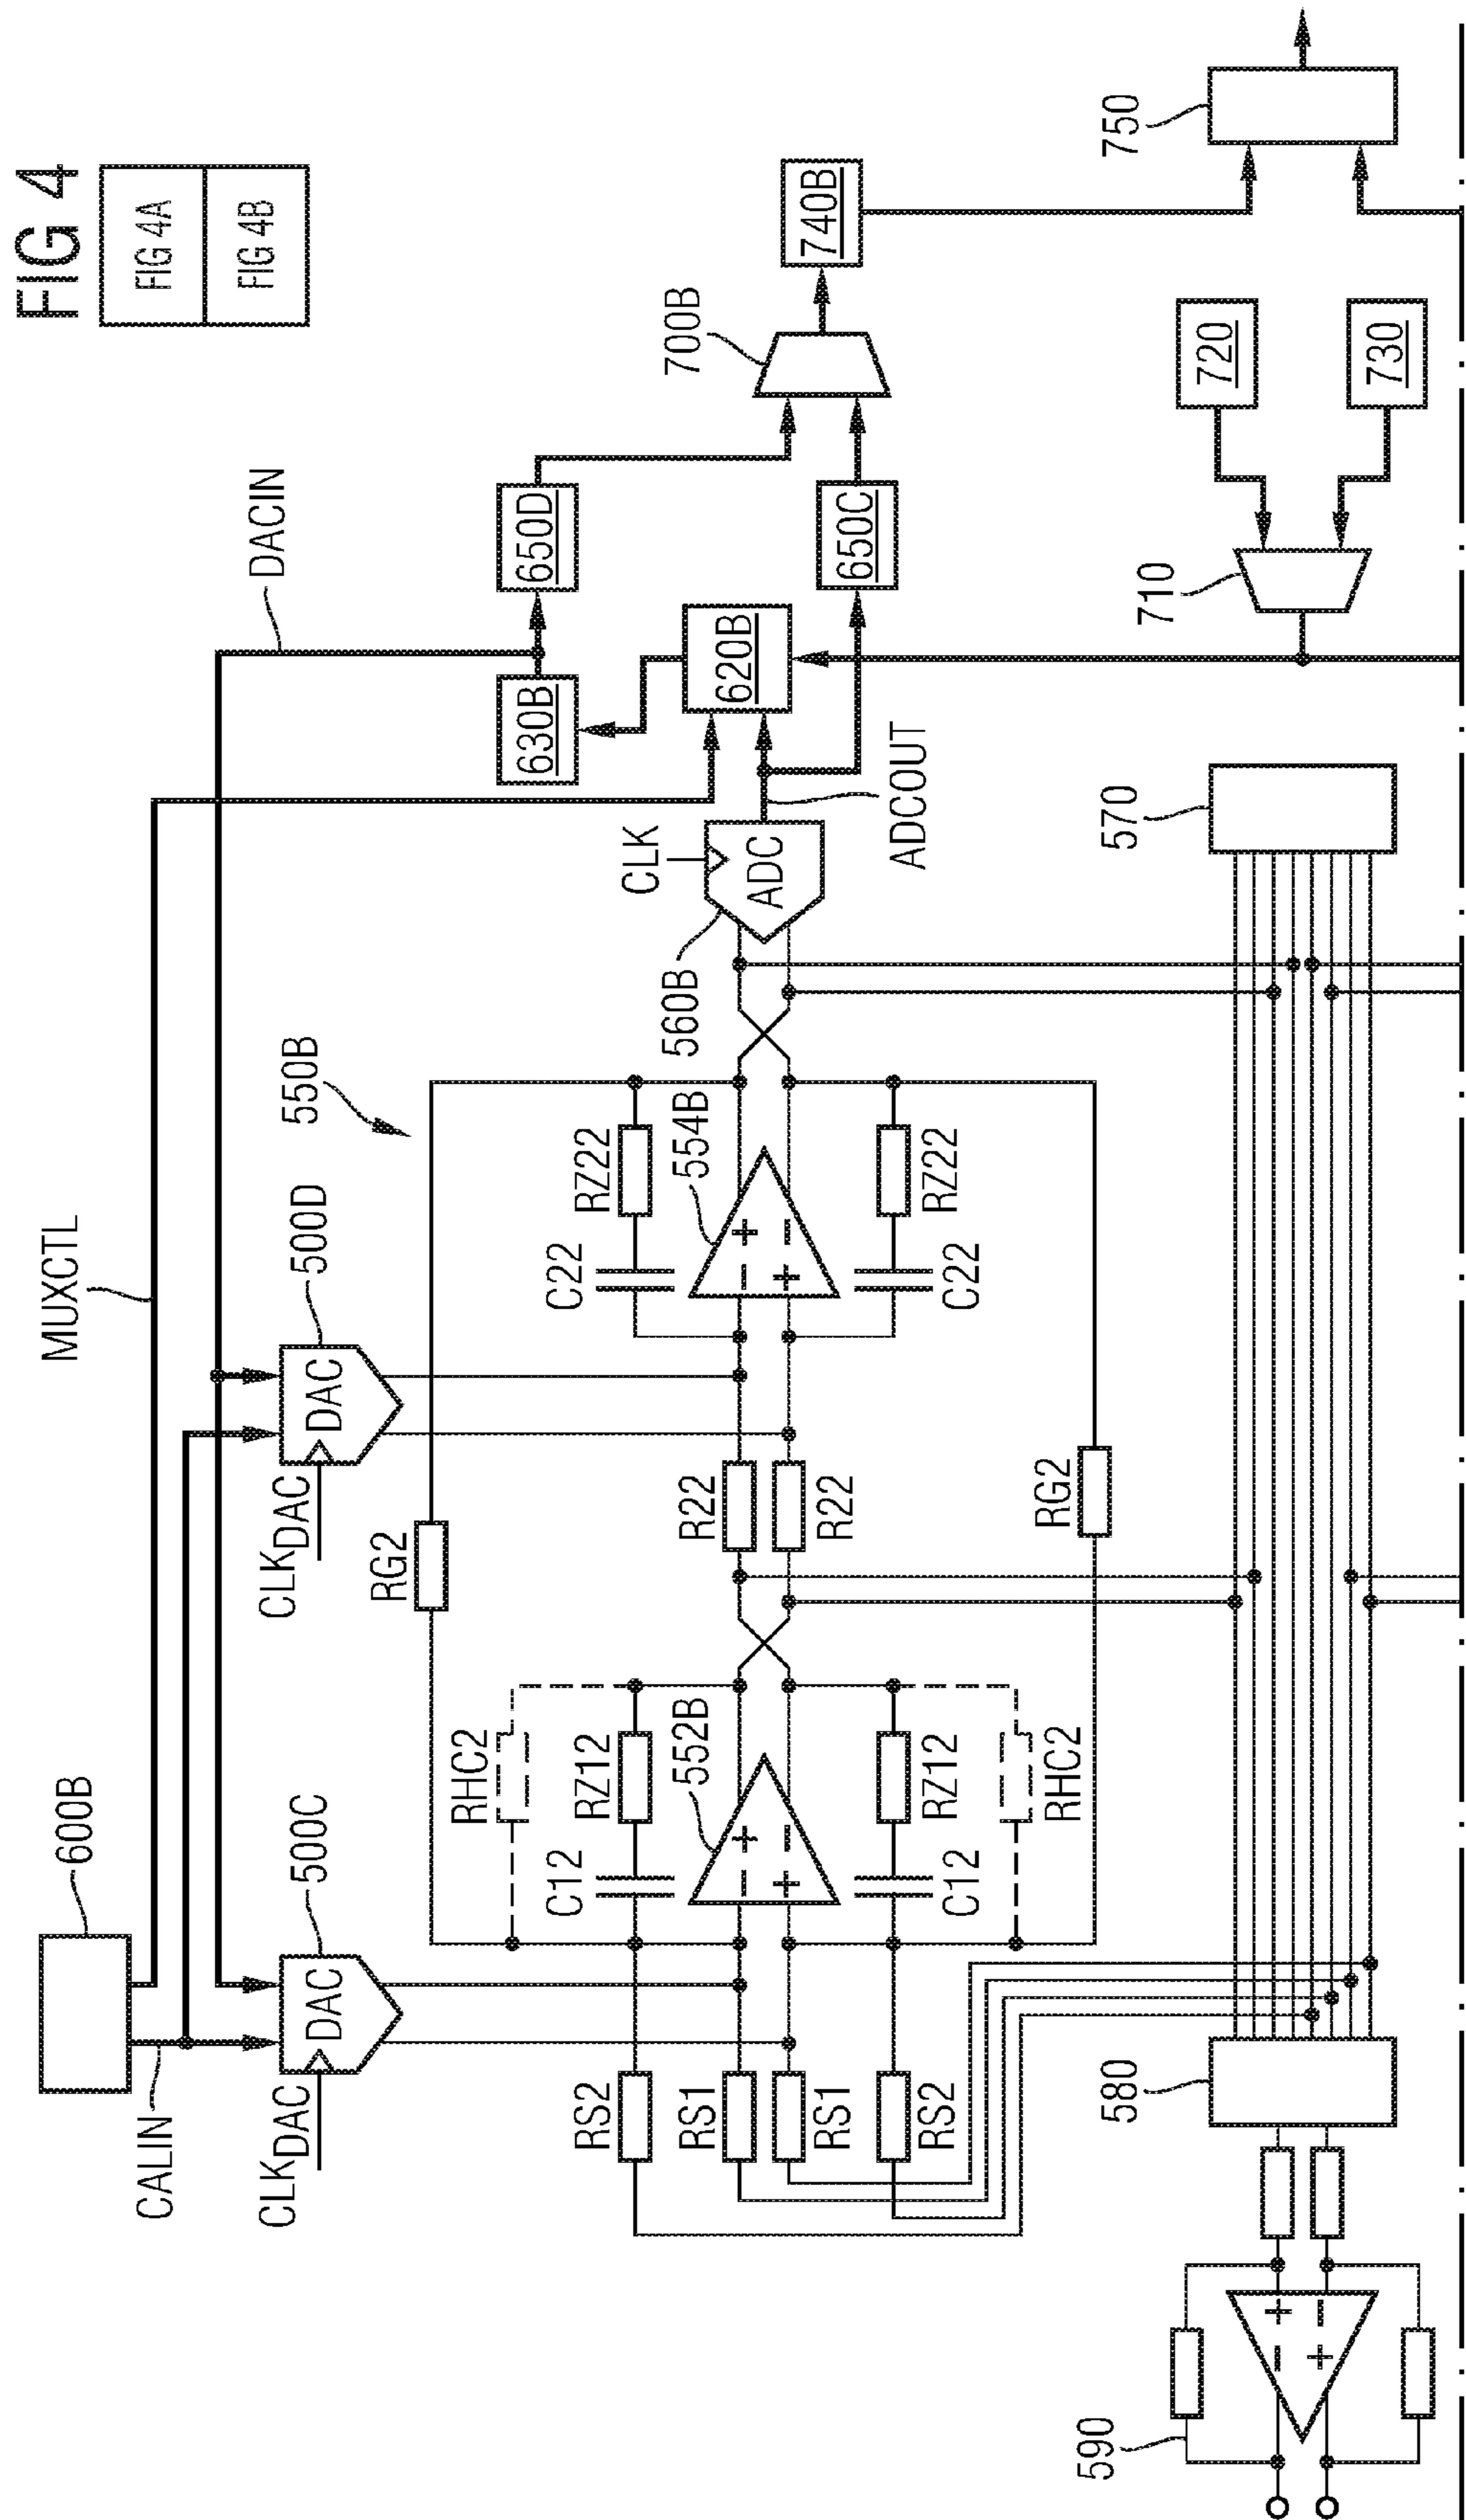 FIG 4
FIG 4A
FIG 4B
600B
CALIN
MUXCTL
DACIN
500C
DAC
CLKDAC
500D
DAC
CLKDAC
550B
RG2
RHC2
RS2
C12
RZ12
RS1
552B
− +
+ −
RS1
RS2
C12
RZ12
RHC2
R22
R22
RG2
C22
RZ22
554B
− +
+ −
C22
RZ22
560B
CLK
ADC
ADCOUT
630B
650D
620B
650C
700B
740B
580
570
710
720
730
750
590
− +
+ −